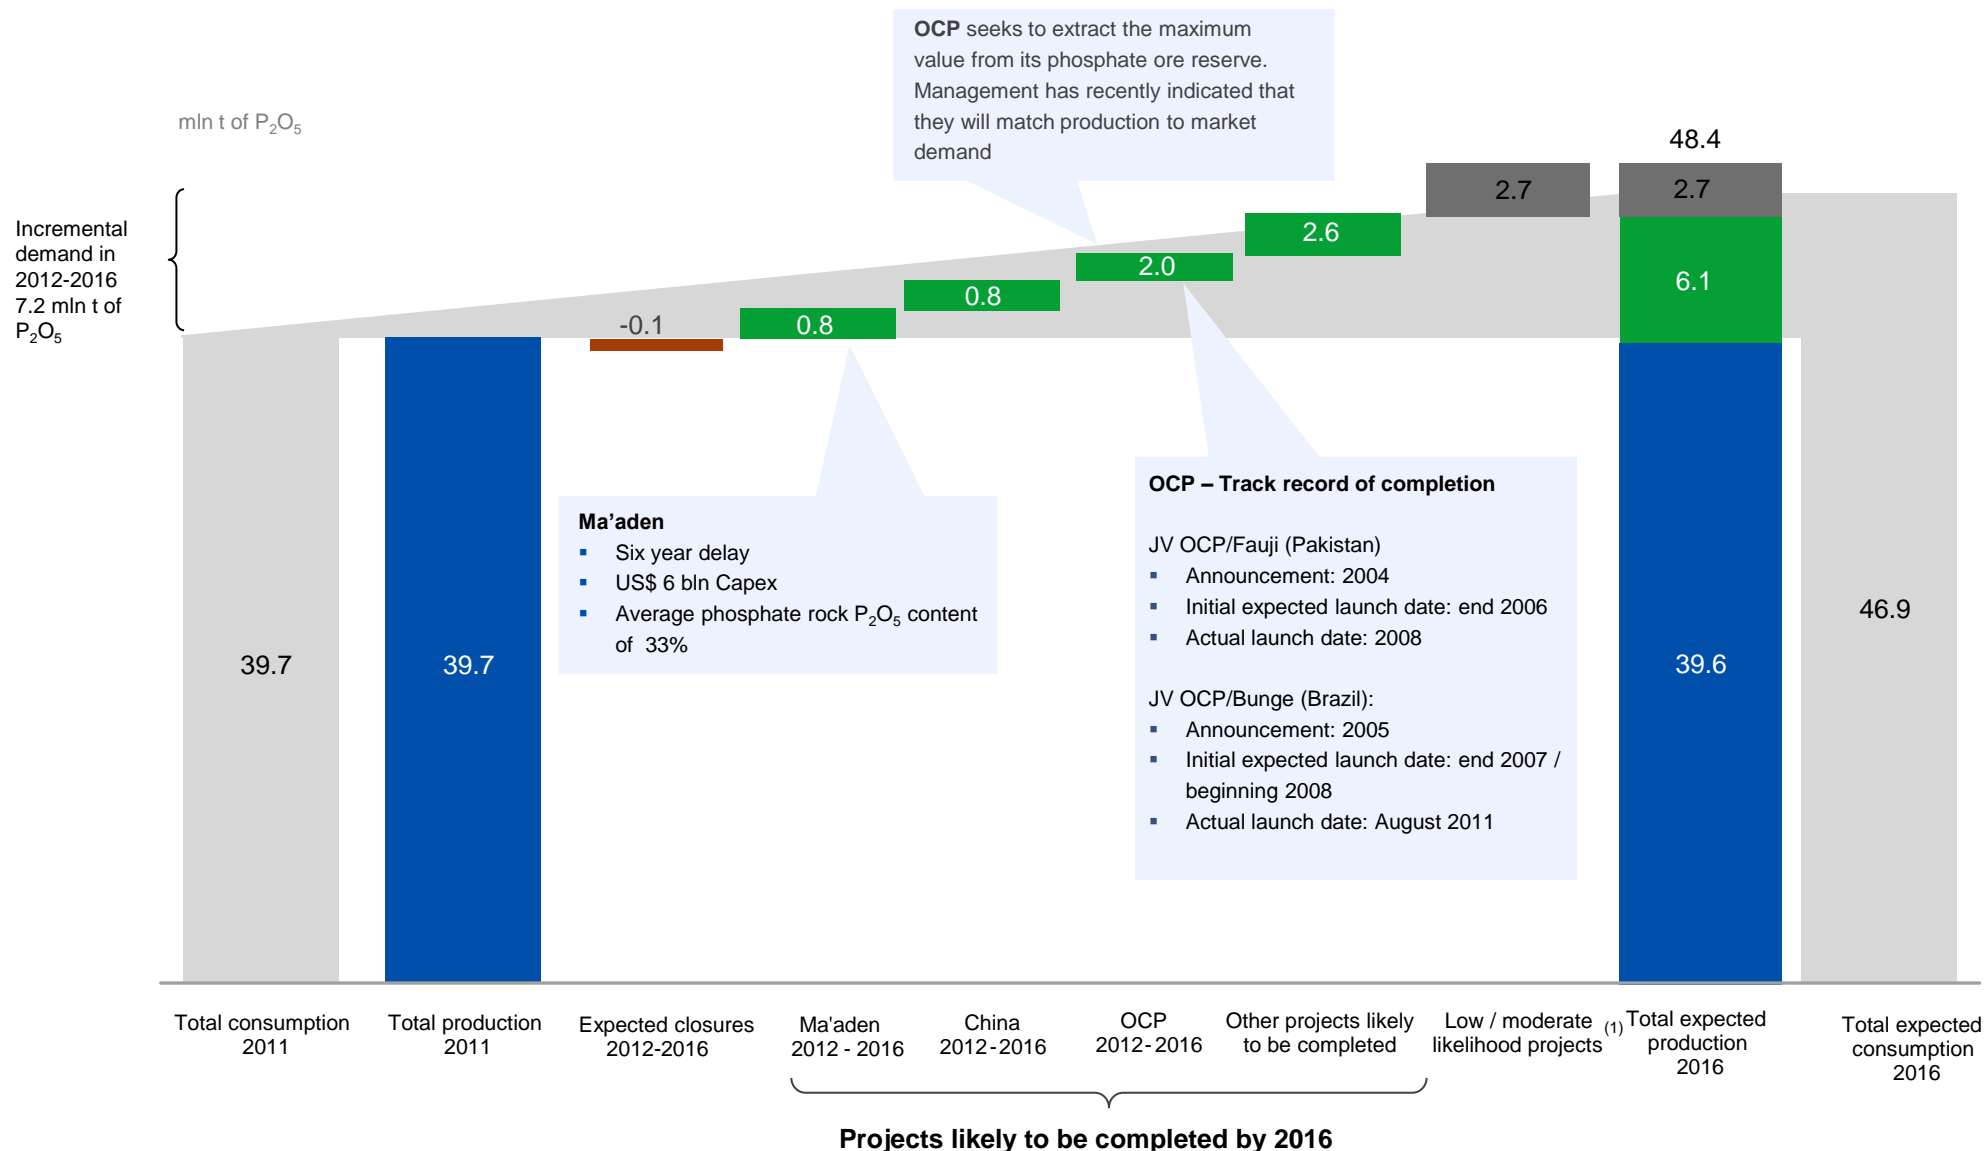 OCP seeks to extract the maximum
value from its phosphate ore reserve.
Management has recently indicated that
they will match production to market
demand
mln t of P₂O₅
48.4
2.7
2.7
Incremental
demand in
2012-2016
7.2 mln t of
P₂O₅
2.6
2.0
6.1
0.8
-0.1
0.8
OCP – Track record of completion
JV OCP/Fauji (Pakistan)
▪ Announcement: 2004
▪ Initial expected launch date: end 2006
▪ Actual launch date: 2008
JV OCP/Bunge (Brazil):
▪ Announcement: 2005
▪ Initial expected launch date: end 2007 /
beginning 2008
▪ Actual launch date: August 2011
Ma’aden
▪ Six year delay
▪ US$ 6 bln Capex
▪ Average phosphate rock P₂O₅ content
of 33%
39.7
39.7
39.6
46.9
Total consumption
2011
Total production
2011
Expected closures
2012-2016
Ma'aden
2012 - 2016
China
2012-2016
OCP
2012-2016
Other projects likely
to be completed
Low / moderate
likelihood projects (1)
Total expected
production
2016
Total expected
consumption
2016
Projects likely to be completed by 2016